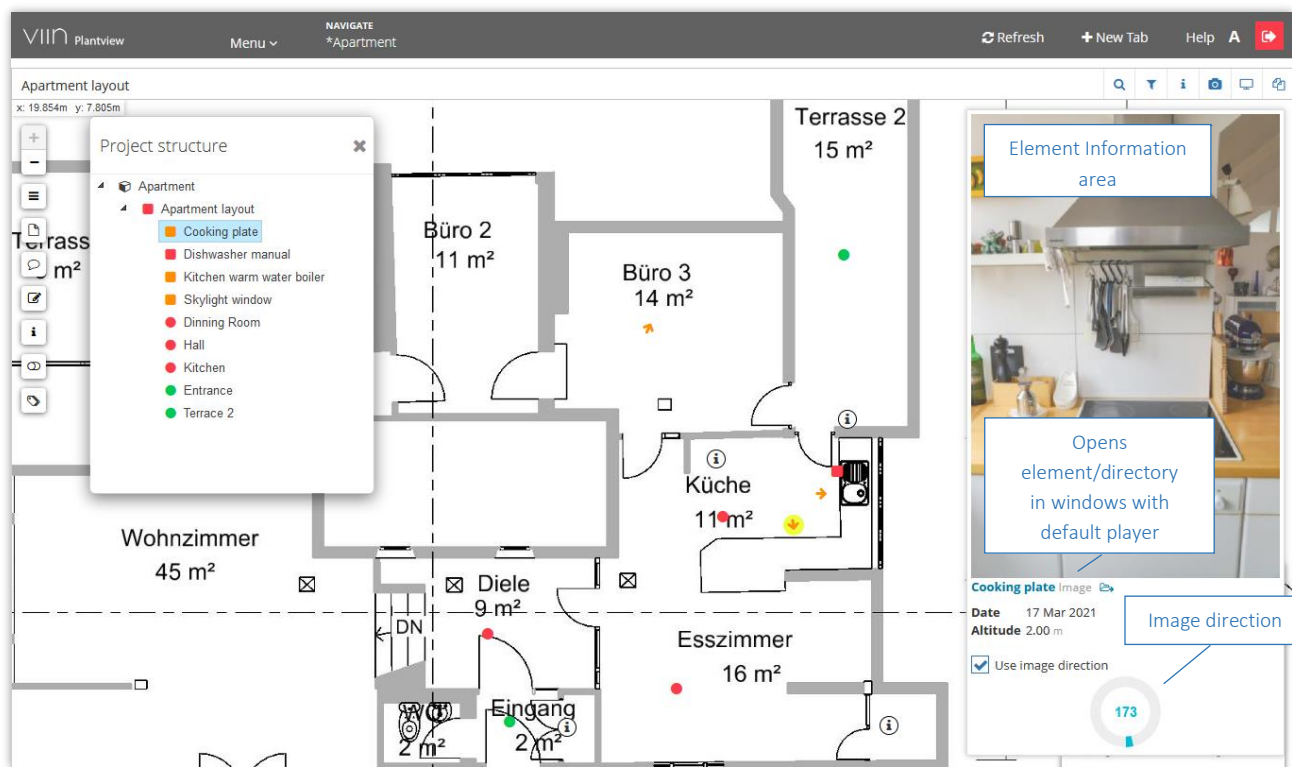 VIIN Plantview
Menu
NAVIGATE
*Apartment
Refresh
New Tab
Help
A
Apartment layout
x: 19.854m y: 7.805m
Project structure
Apartment
Apartment layout
Cooking plate
Dishwasher manual
Kitchen warm water boiler
Skylight window
Dinning Room
Hall
Kitchen
Entrance
Terrace 2
Terrasse 2
15 m²
Büro 2
11 m²
Büro 3
14 m²
Küche
11 m²
Wohnzimmer
45 m²
Diele
9 m²
DN
Esszimmer
16 m²
WC
2 m²
Eingang
2 m²
Terrass
m²
Element Information
area
Opens
element/directory
in windows with
default player
Cooking plate Image
Date 17 Mar 2021
Altitude 2.00 m
Image direction
Use image direction
173